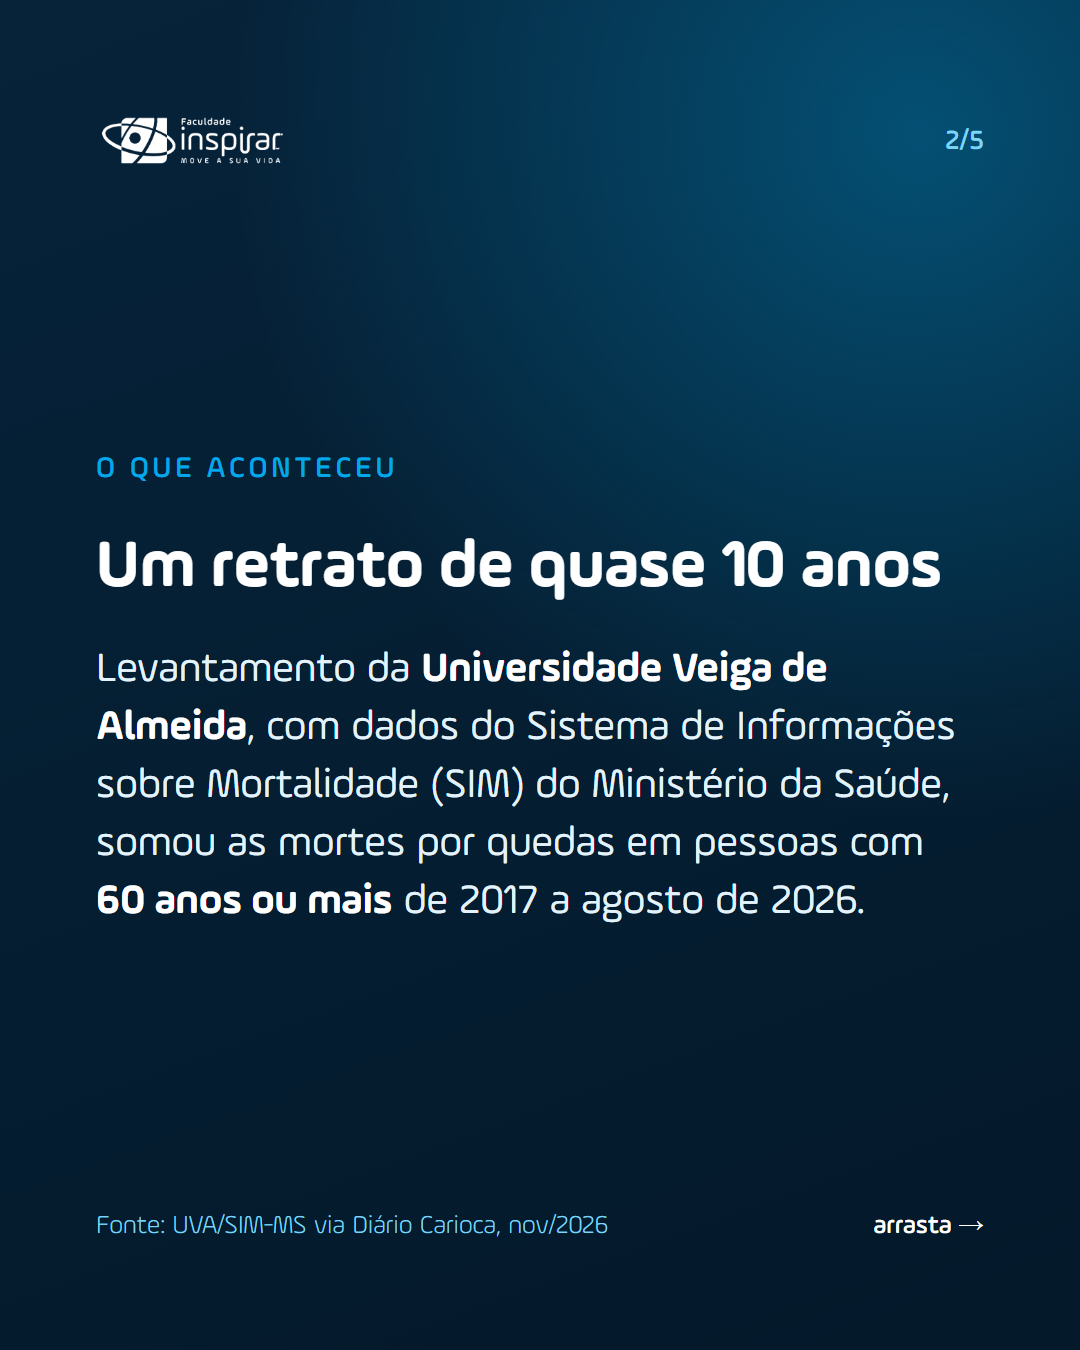 Faculdade
inspirar
MOVE A SUA VIDA
2/5
O QUE ACONTECEU
Um retrato de quase 10 anos
Levantamento da Universidade Veiga de
Almeida, com dados do Sistema de Informações
sobre Mortalidade (SIM) do Ministério da Saúde,
somou as mortes por quedas em pessoas com
60 anos ou mais de 2017 a agosto de 2026.
Fonte: UVA/SIM-MS via Diário Carioca, nov/2026
arrasta →